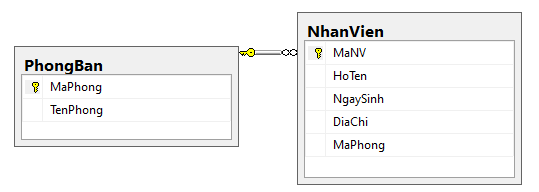 PhongBan
MaPhong
TenPhong
NhanVien
MaNV
HoTen
NgaySinh
DiaChi
MaPhong